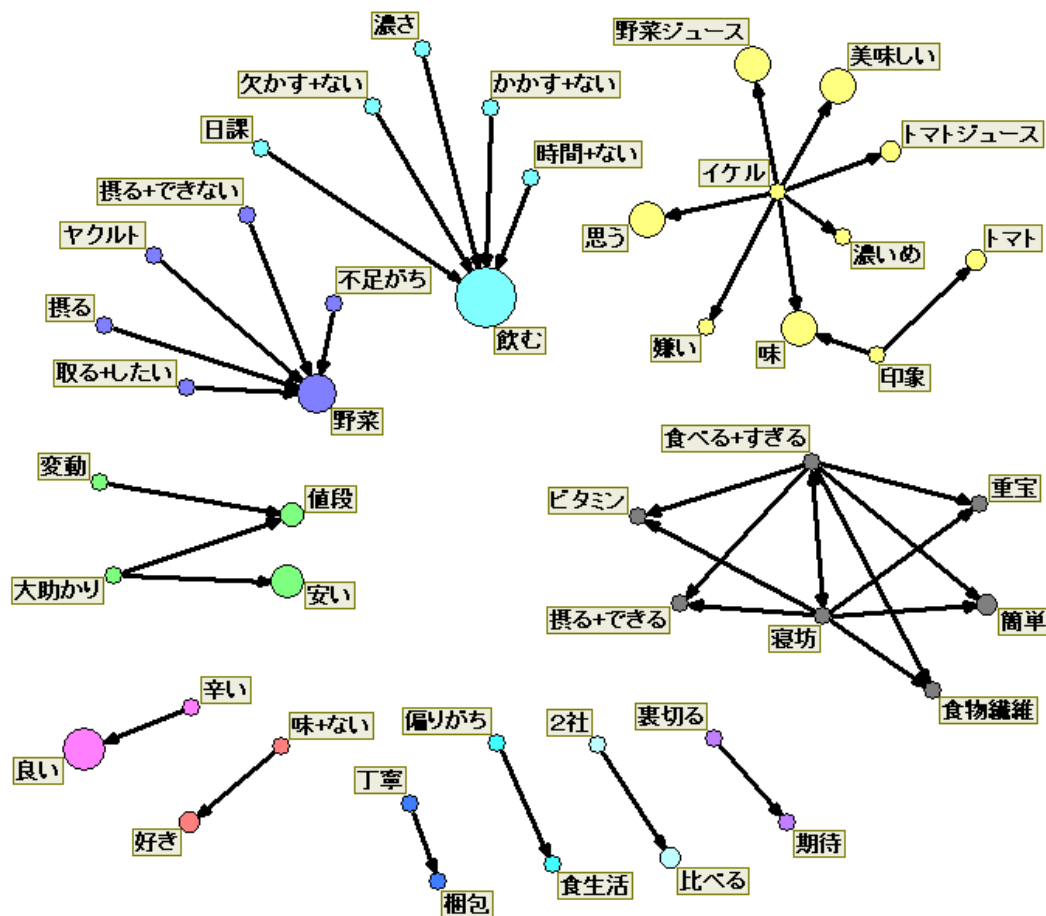 濃さ
野菜ジュース
美味しい
欠かす+ない
かかす+ない
日課
トマトジュース
時間+ない
イケル
摂る+できない
ヤクルト
思う
濃いめ
トマト
不足がち
摂る
飲む
嫌い
味
取る+したい
印象
野菜
食べる+すぎる
変動
値段
ビタミン
重宝
大助かり
安い
摂る+できる
寝坊
簡単
食物繊維
辛い
味+ない
偏りがち
2社
裏切る
良い
丁寧
好き
期待
食生活
比べる
梱包